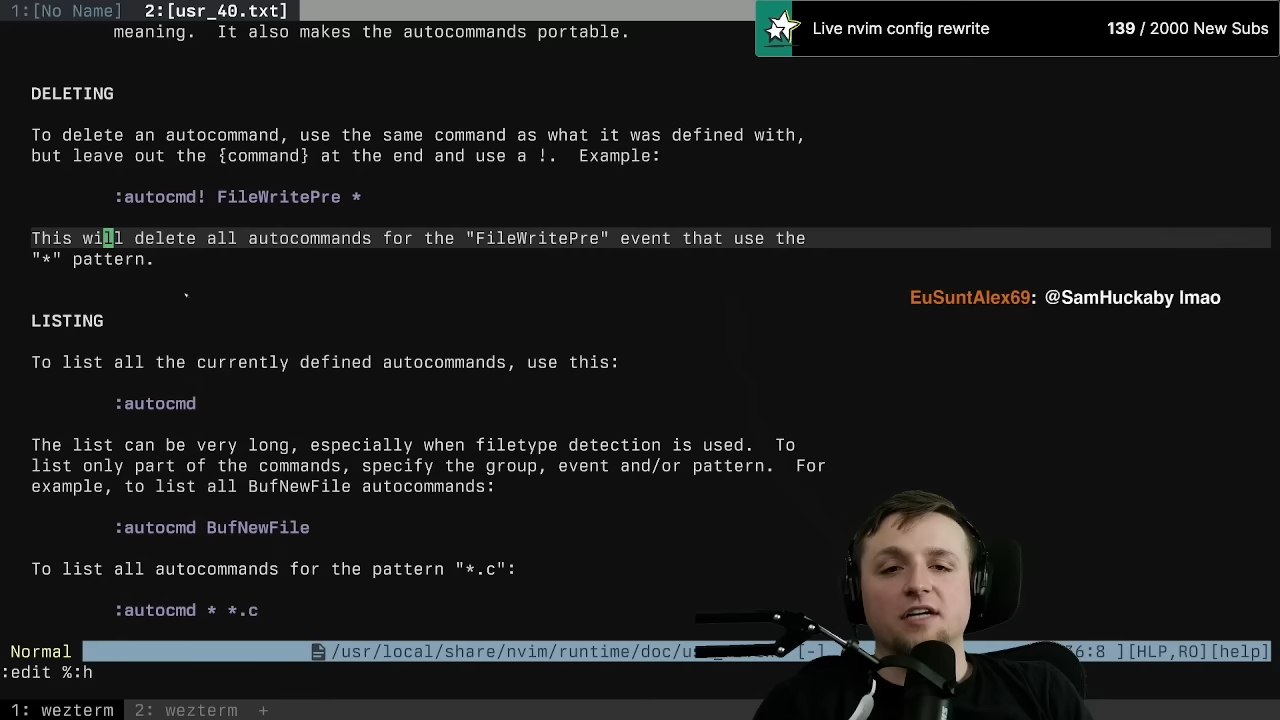 1:[No Name]  2:[usr_40.txt]
Live nvim config rewrite 139 / 2000 New Subs
meaning.  It also makes the autocommands portable.
DELETING
To delete an autocommand, use the same command as what it was defined with,
but leave out the {command} at the end and use a !.  Example:
:autocmd! FileWritePre *
This will delete all autocommands for the "FileWritePre" event that use the
"*" pattern.
EuSuntAlex69: @SamHuckaby lmao
LISTING
To list all the currently defined autocommands, use this:
:autocmd
The list can be very long, especially when filetype detection is used.  To
list only part of the commands, specify the group, event and/or pattern.  For
example, to list all BufNewFile autocommands:
:autocmd BufNewFile
To list all autocommands for the pattern "*.c":
:autocmd * *.c
Normal /usr/local/share/nvim/runtime/doc/ [-] 36:8 ][HLP,RO][help]
:edit %:h
1: wezterm  2: wezterm  +